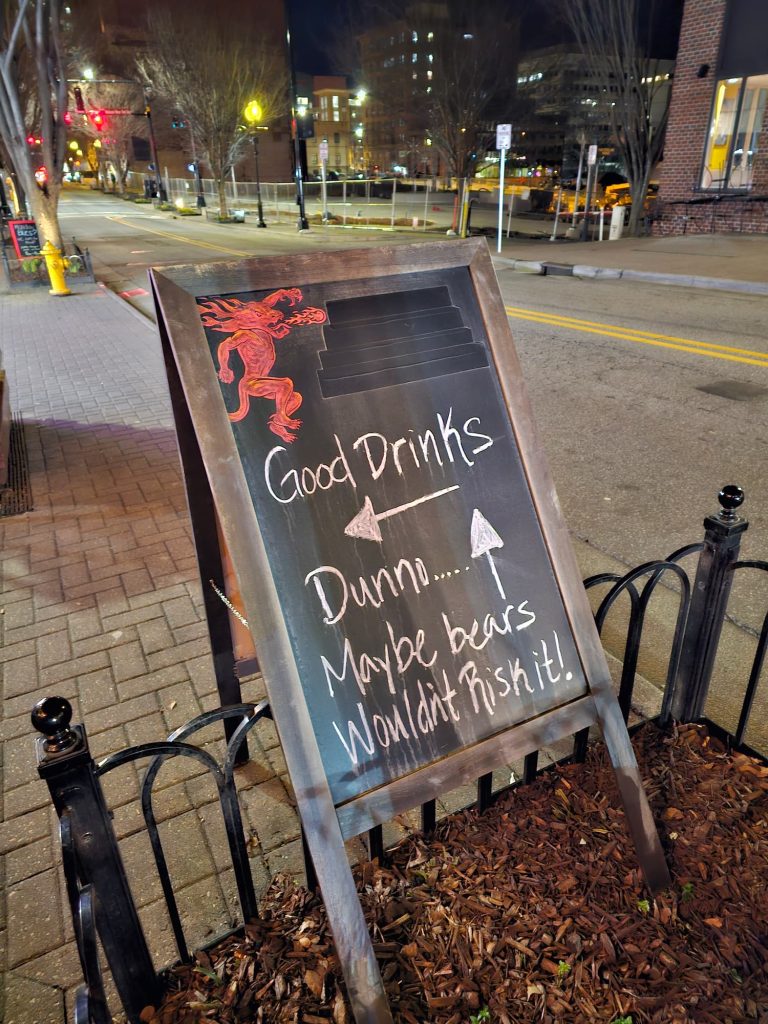 Good Drinks
Dunno.....
Maybe bears
Wouldn't Risk it!